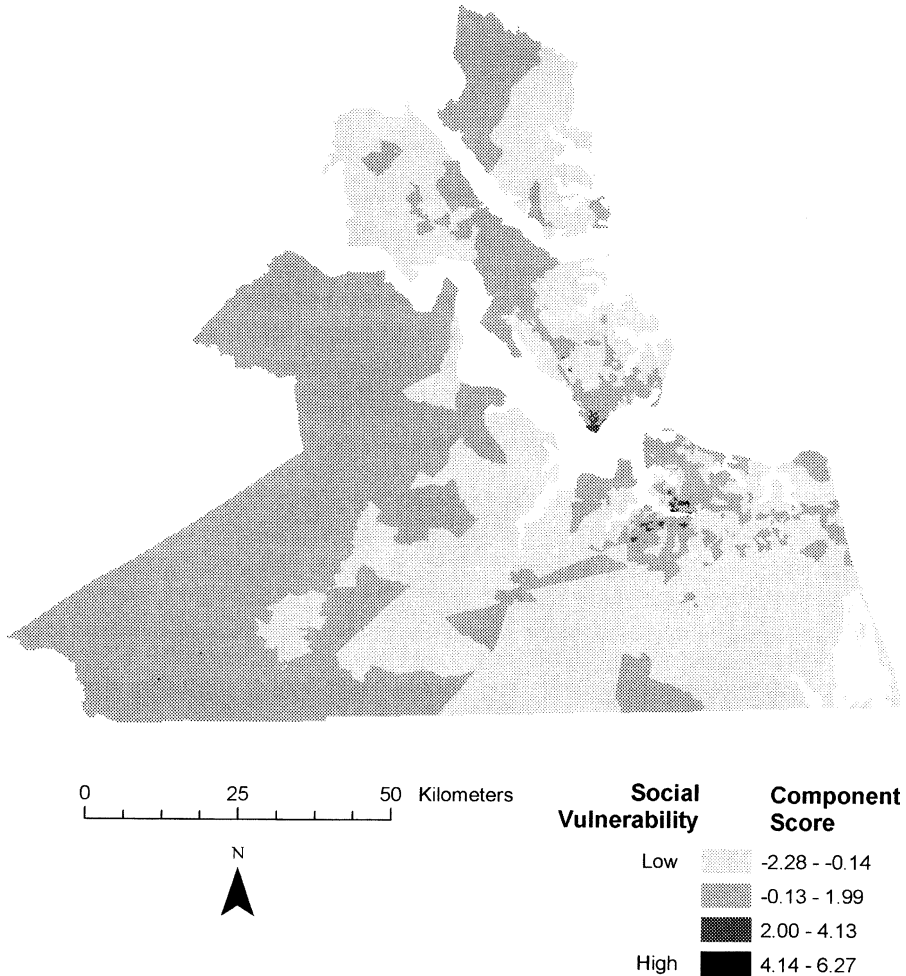 0 25 50 Kilometers
N
Social Vulnerability Component Score
Low -2.28 - -0.14
-0.13 - 1.99
2.00 - 4.13
High 4.14 - 6.27